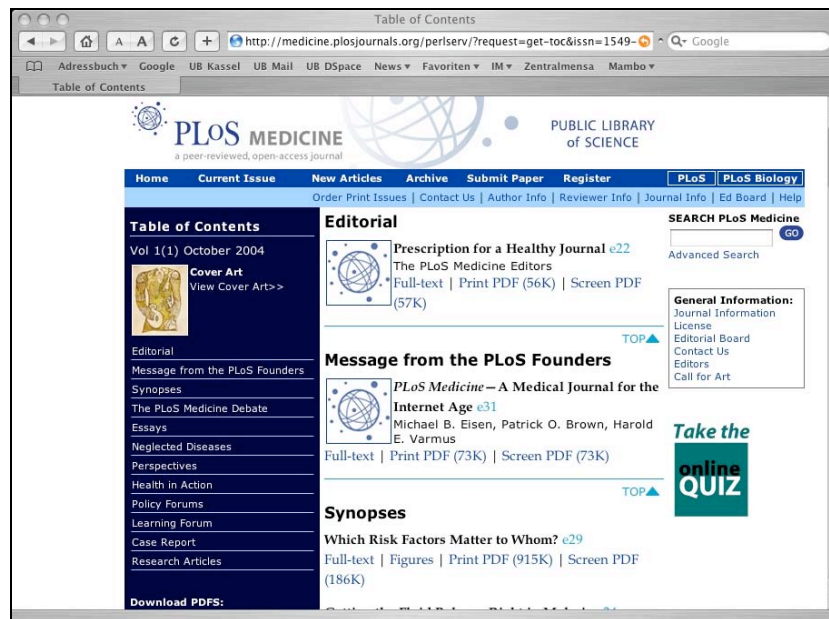 Table of Contents
A A http://medicine.plosjournals.org/perlserv/?request=get-toc&issn=1549- Google
Adressbuch Google UB Kassel UB Mail UB DSpace News Favoriten IM Zentralmensa Mambo
Table of Contents
PLoS MEDICINE
a peer-reviewed, open-access journal
PUBLIC LIBRARY
of SCIENCE
Home Current Issue New Articles Archive Submit Paper Register PLoS PLoS Biology
Order Print Issues | Contact Us | Author Info | Reviewer Info | Journal Info | Ed Board | Help
Table of Contents
Vol 1(1) October 2004
Cover Art
View Cover Art>>
Editorial
Message from the PLoS Founders
Synopses
The PLoS Medicine Debate
Essays
Neglected Diseases
Perspectives
Health in Action
Policy Forums
Learning Forum
Case Report
Research Articles
Download PDFS:
Editorial
Prescription for a Healthy Journal e22
The PLoS Medicine Editors
Full-text | Print PDF (56K) | Screen PDF
(57K)
TOP
Message from the PLoS Founders
PLoS Medicine—A Medical Journal for the
Internet Age e31
Michael B. Eisen, Patrick O. Brown, Harold
E. Varmus
Full-text | Print PDF (73K) | Screen PDF (73K)
TOP
Synopses
Which Risk Factors Matter to Whom? e29
Full-text | Figures | Print PDF (915K) | Screen PDF
(186K)
SEARCH PLoS Medicine
GO
Advanced Search
General Information:
Journal Information
License
Editorial Board
Contact Us
Editors
Call for Art
Take the
online
QUIZ